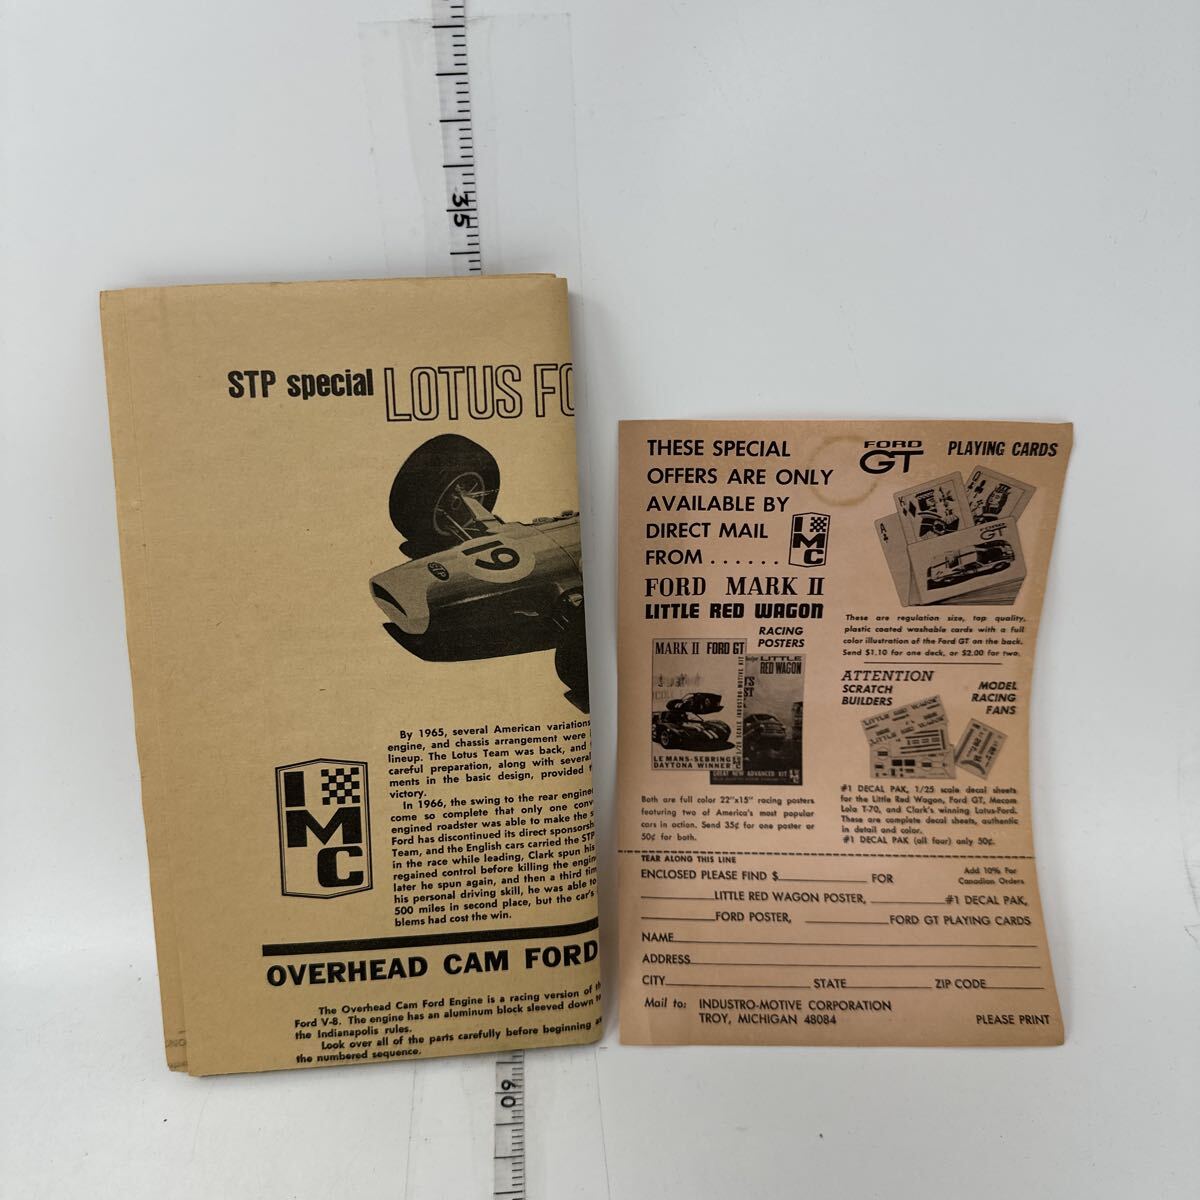 35
STP special LOTUS FO
19
STP
By 1965, several American variations
engine, and chassis arrangement were
lineup. The Lotus Team was back, and
careful preparation, along with several
ments in the basic design, provided
victory.
In 1966, the swing to the rear engine
come so complete that only one conv
engined roadster was able to make the s
Ford has discontinued its direct sponsorsh
Team, and the English cars carried the STP
in the race while leading, Clark spun his
regained control before killing the engin
later he spun again, and then a third tim
his personal driving skill, he was able to
500 miles in second place, but the car's
blems had cost the win.
IMC
OVERHEAD CAM FORD
The Overhead Cam Ford Engine is a racing version of th
Ford V-8. The engine has an aluminum block sleeved down to
the Indianapolis rules.
Look over all of the parts carefully before beginning
the numbered sequence.
60
THESE SPECIAL
OFFERS ARE ONLY
AVAILABLE BY
DIRECT MAIL
FROM ......
IMC
FORD MARK II
LITTLE RED WAGON
RACING
POSTERS
MARK II FORD GT
LE MANS-SEBRING
DAYTONA WINNER
LITTLE
RED WAGON
GREAT NEW ADVANCED KIT
Both are full color 22"x15" racing posters
featuring two of America's most popular
cars in action. Send 35¢ for one poster or
50¢ for both.
FORD
GT
PLAYING CARDS
FORD
GT
These are regulation size, top quality,
plastic coated washable cards with a full
color illustration of the Ford GT on the back.
Send $1.10 for one deck, or $2.00 for two.
ATTENTION
SCRATCH
BUILDERS
MODEL
RACING
FANS
LITTLE RED WAGON
#1 DECAL PAK, 1/25 scale decal sheets
for the Little Red Wagon, Ford GT, Mecom
Lola T-70, and Clark's winning Lotus-Ford.
These are complete decal sheets, authentic
in detail and color.
#1 DECAL PAK (all four) only 50¢.
TEAR ALONG THIS LINE
ENCLOSED PLEASE FIND $ FOR
Add 10% For
Canadian Orders
LITTLE RED WAGON POSTER, #1 DECAL PAK,
FORD POSTER, FORD GT PLAYING CARDS
NAME
ADDRESS
CITY STATE ZIP CODE
Mail to: INDUSTRO-MOTIVE CORPORATION
TROY, MICHIGAN 48084
PLEASE PRINT